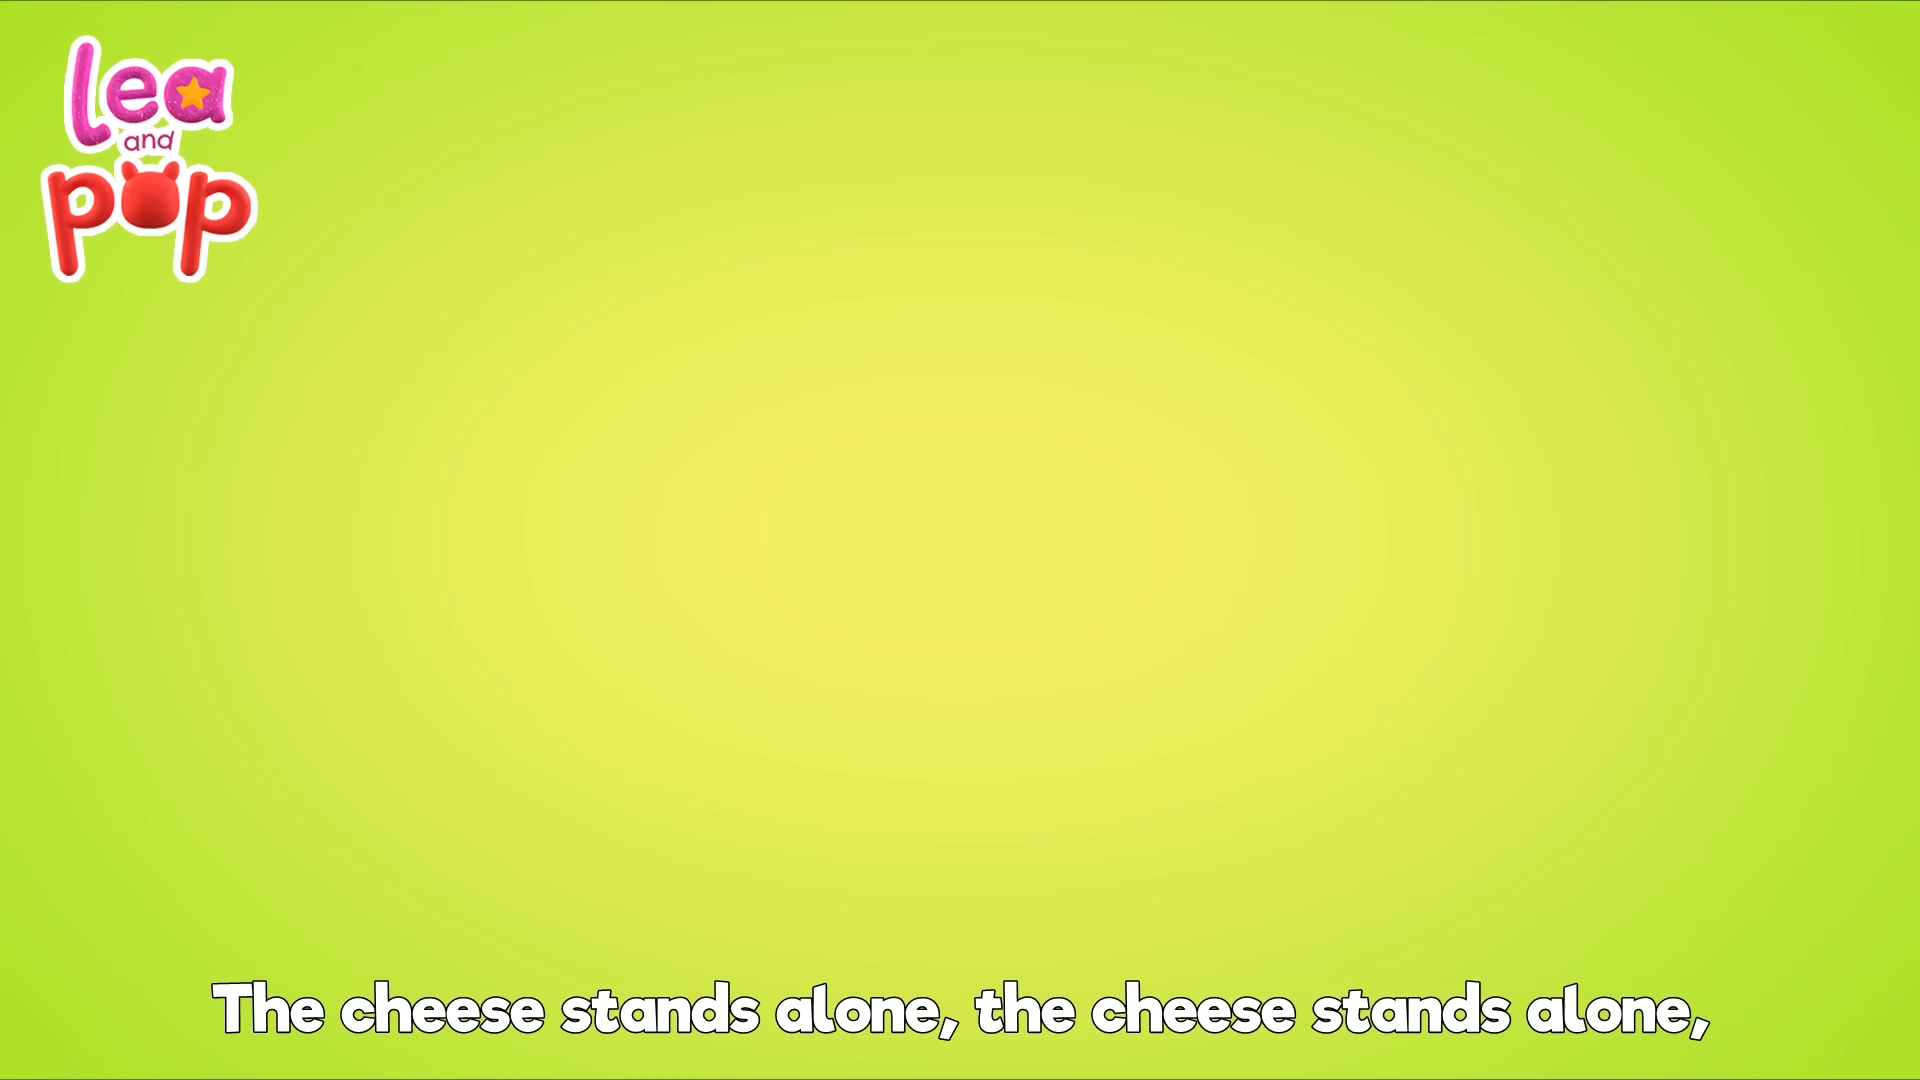 lea
and
pop
The cheese stands alone, the cheese stands alone,